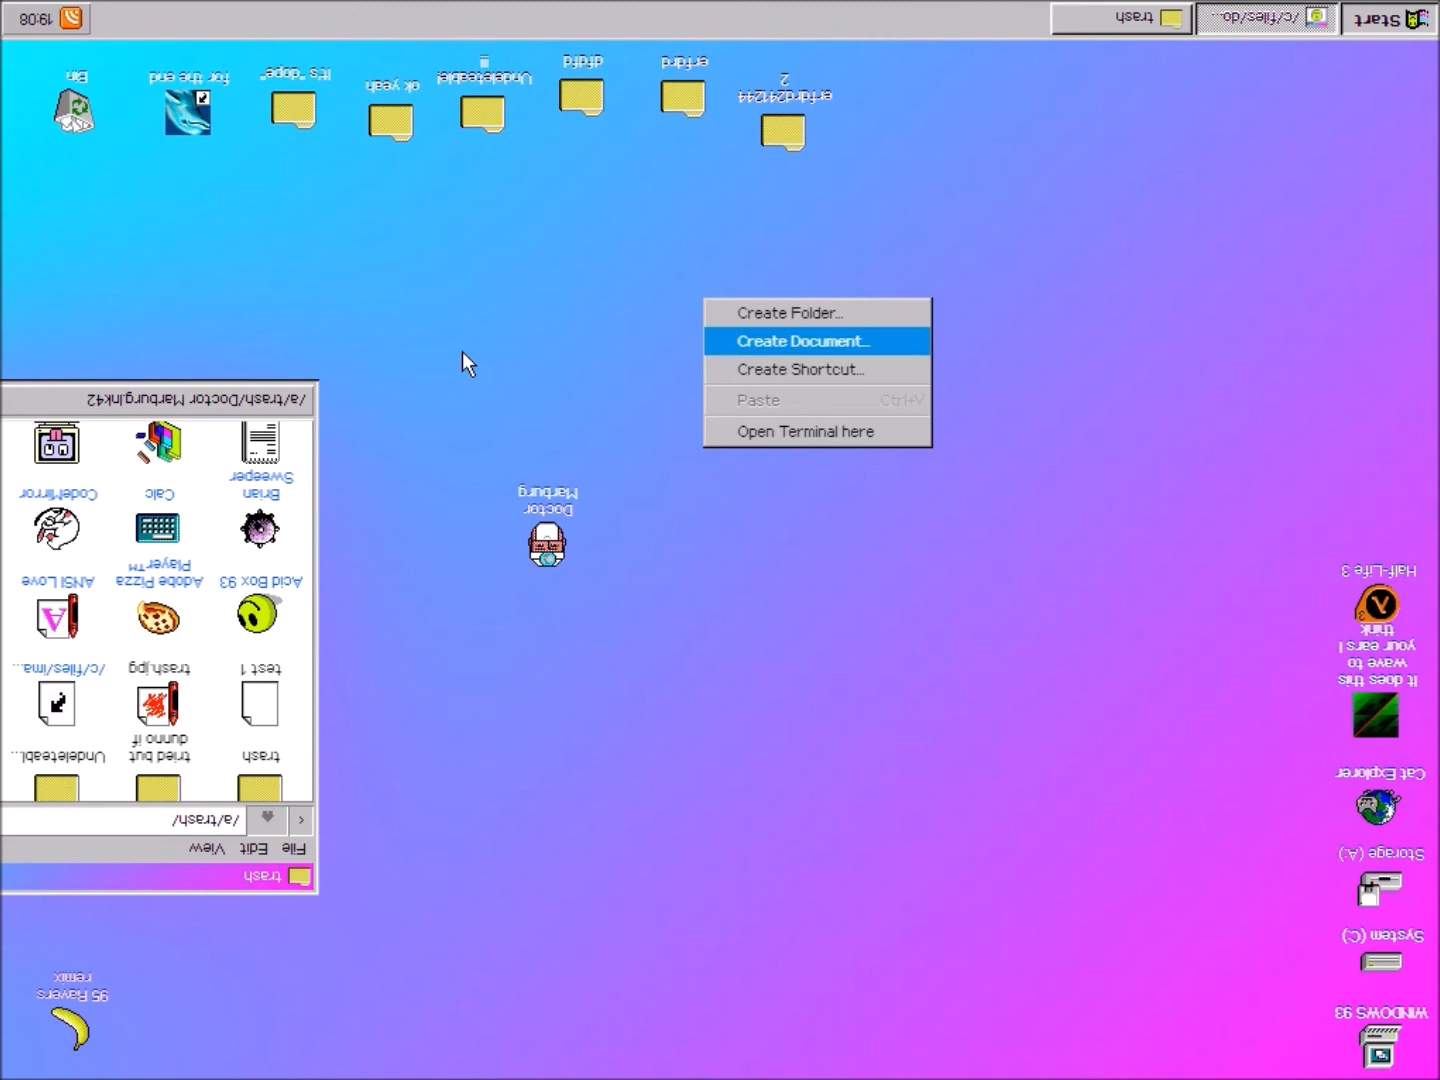 Start
/c/files/do...
trash
19:08
Bin
for the end
It's "dope"
ok yeah
Undeleteable!
!!!
dfdfd
erfdrd
erfdrd241244
2
Create Folder...
Create Document...
Create Shortcut...
Paste Ctrl+V
Open Terminal here
Doctor
Marburg
WINDOWS 93
System (C:)
Storage (A:)
Cat Explorer
It does this
wave to
your ears I
think
Half-Life 3
95 Ravers
remix
trash
File Edit View
/a/trash/
trash
tried but
dunno if
Undeleteabl...
test 1
trash.jpg
/c/files/ima...
Acid Box 93
Adobe Pizza
Player™
ANSI Love
Brian
Sweeper
Calc
CodeMirror
/a/trash/Doctor Marburg.lnk42